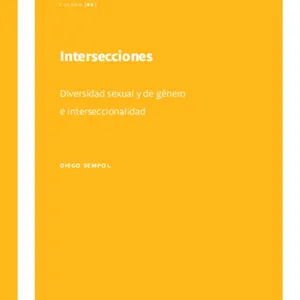 Intersecciones
Diversidad sexual y de género
e interseccionalidad
DIEGO SEMPOL